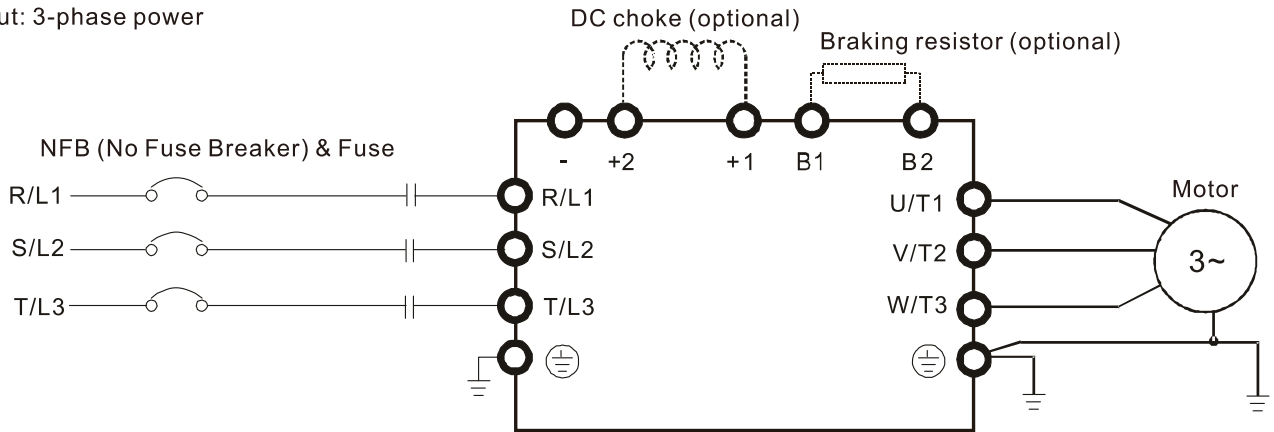 ut: 3-phase power
DC choke (optional)
Braking resistor (optional)
NFB (No Fuse Breaker) & Fuse
- +2 +1 B1 B2
R/L1 R/L1 U/T1 Motor
S/L2 S/L2 V/T2 3~
T/L3 T/L3 W/T3